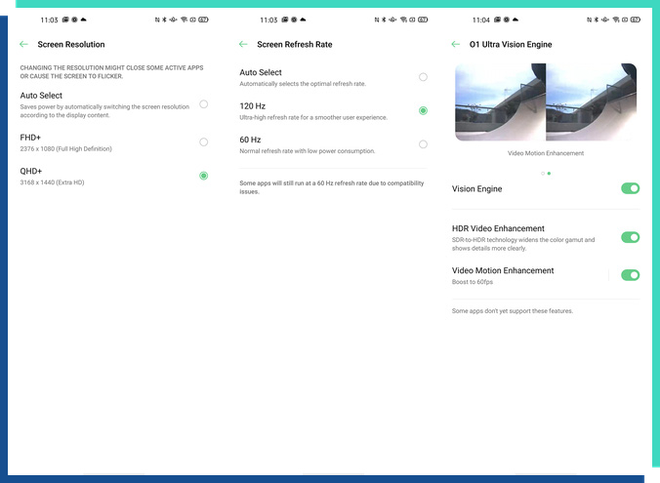 11:03
67
Screen Resolution
CHANGING THE RESOLUTION MIGHT CLOSE SOME ACTIVE APPS
OR CAUSE THE SCREEN TO FLICKER.
Auto Select
Saves power by automatically switching the screen resolution
according to the display content.
FHD+
2376 x 1080 (Full High Definition)
QHD+
3168 x 1440 (Extra HD)
11:03
67
Screen Refresh Rate
Auto Select
Automatically selects the optimal refresh rate.
120 Hz
Ultra-high refresh rate for a smoother user experience.
60 Hz
Normal refresh rate with low power consumption.
Some apps will still run at a 60 Hz refresh rate due to compatibility
issues.
11:04
67
O1 Ultra Vision Engine
Video Motion Enhancement
Vision Engine
HDR Video Enhancement
SDR-to-HDR technology widens the color gamut and
shows details more clearly.
Video Motion Enhancement
Boost to 60fps
Some apps don't yet support these features.